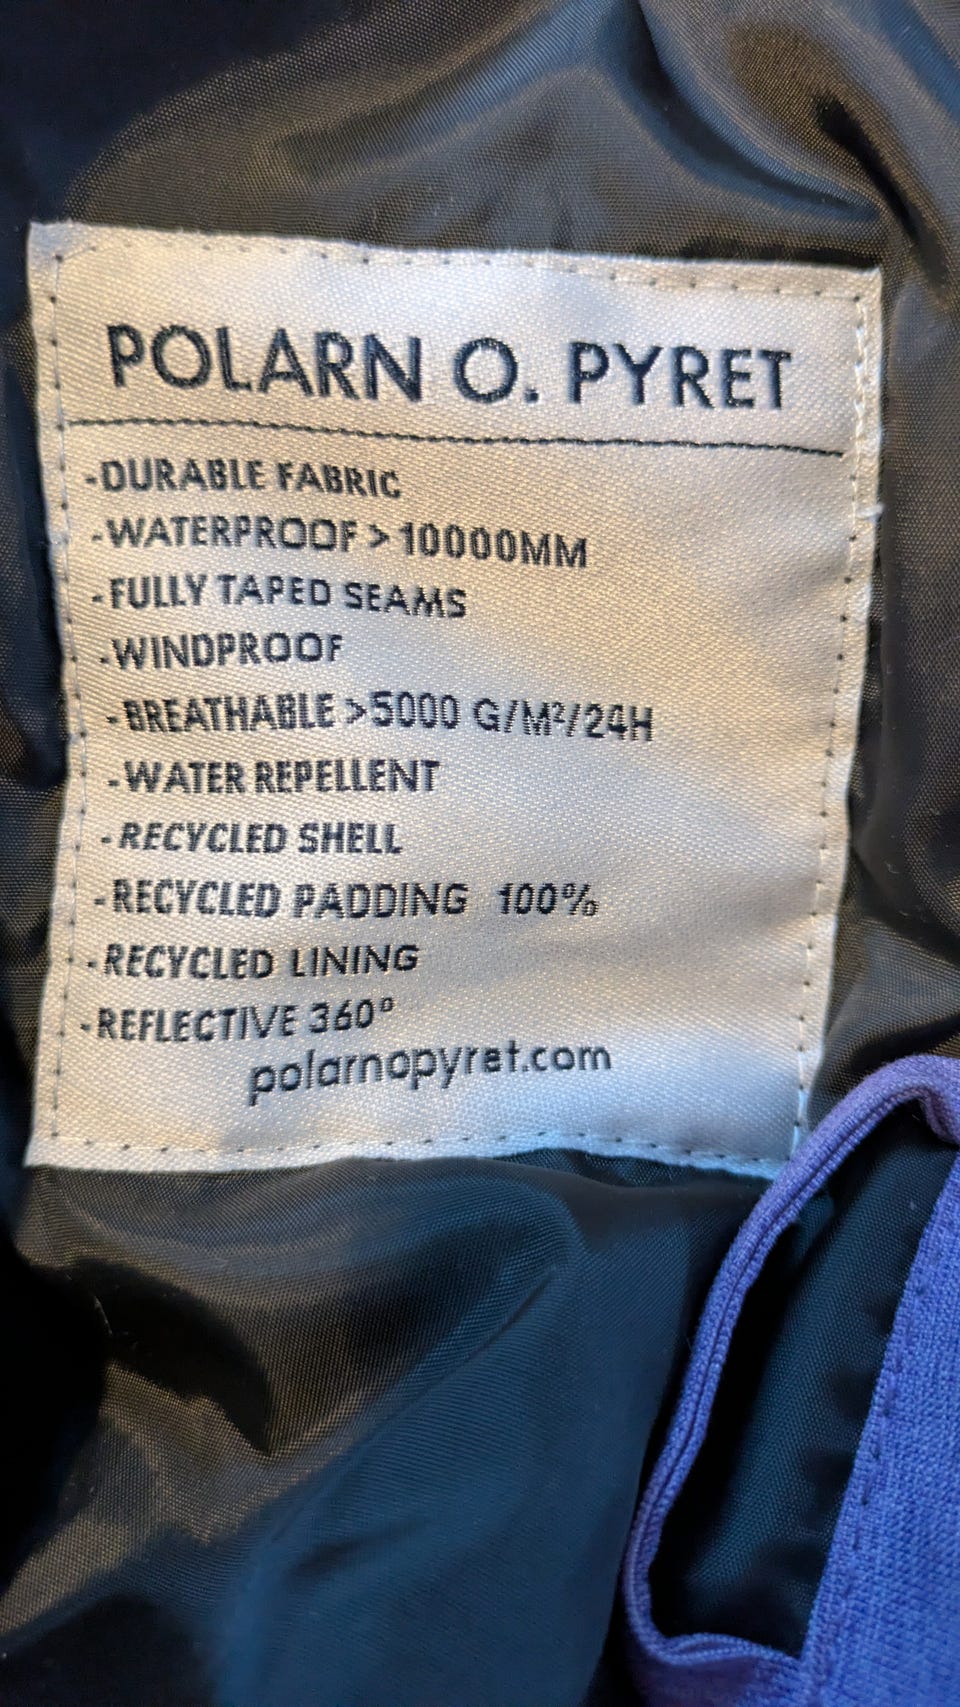 POLARN O. PYRET
-DURABLE FABRIC
-WATERPROOF > 10000MM
-FULLY TAPED SEAMS
-WINDPROOF
-BREATHABLE >5000 G/M²/24H
-WATER REPELLENT
-RECYCLED SHELL
-RECYCLED PADDING 100%
-RECYCLED LINING
-REFLECTIVE 360°
polarnopyret.com